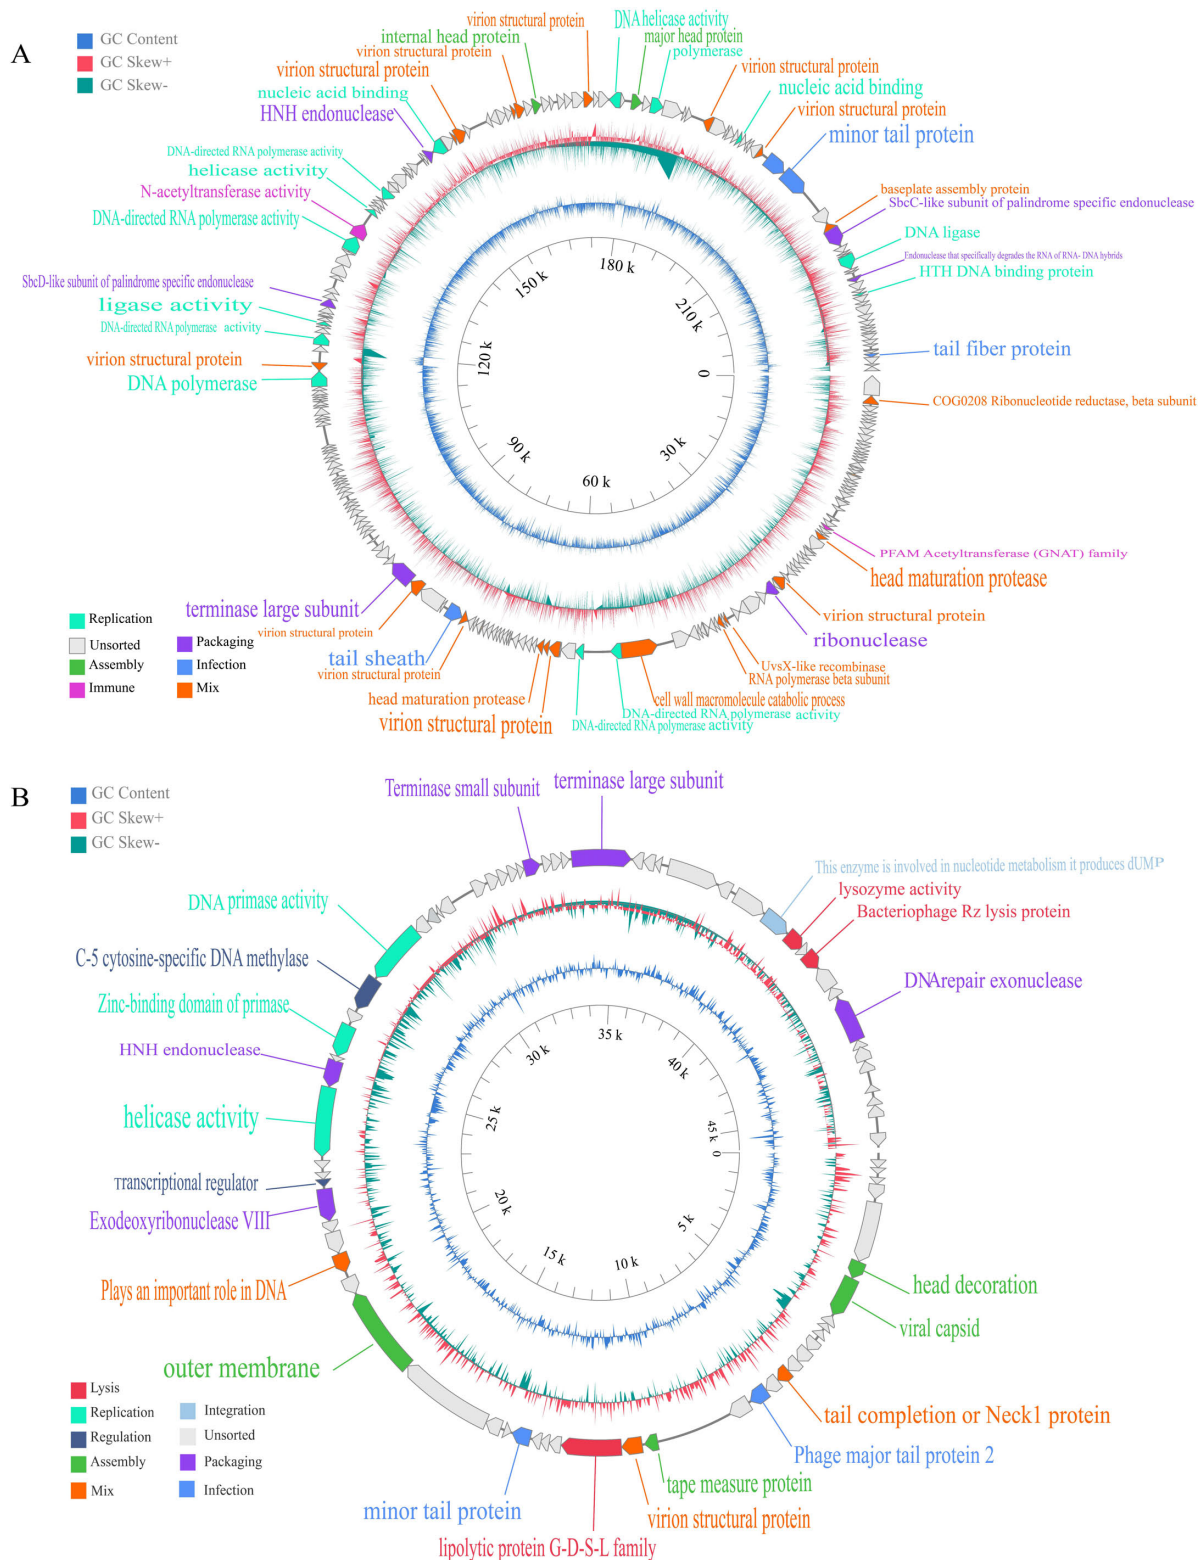 A
GC Content
GC Skew+
GC Skew-
virion structural protein
internal head protein
virion structural protein
virion structural protein
nucleic acid binding
HNH endonuclease
DNA helicase activity
major head protein
polymerase
virion structural protein
nucleic acid binding
virion structural protein
minor tail protein
DNA-directed RNA polymerase activity
helicase activity
N-acetyltransferase activity
DNA-directed RNA polymerase activity
baseplate assembly protein
SbcC-like subunit of palindrome specific endonuclease
DNA ligase
Endonuclease that specifically degrades the RNA of RNA- DNA hybrids
HTH DNA binding protein
SbcD-like subunit of palindrome specific endonuclease
ligase activity
DNA-directed RNA polymerase activity
virion structural protein
DNA polymerase
tail fiber protein
COG0208 Ribonucleotide reductase, beta subunit
180 k
150 k
210 k
120 k
0
90 k
30 k
60 k
PFAM Acetyltransferase (GNAT) family
head maturation protease
virion structural protein
ribonuclease
UvsX-like recombinase
RNA polymerase beta subunit
cell wall macromolecule catabolic process
DNA-directed RNA polymerase activity
DNA-directed RNA polymerase activity
terminase large subunit
virion structural protein
tail sheath
virion structural protein
head maturation protease
virion structural protein
Replication
Unsorted
Assembly
Immune
Packaging
Infection
Mix
B
GC Content
GC Skew+
GC Skew-
Terminase small subunit
terminase large subunit
This enzyme is involved in nucleotide metabolism it produces dUMP
lysozyme activity
Bacteriophage Rz lysis protein
DNArepair exonuclease
DNA primase activity
C-5 cytosine-specific DNA methylase
Zinc-binding domain of primase
HNH endonuclease
helicase activity
Transcriptional regulator
Exodeoxyribonuclease VIII
Plays an important role in DNA
outer membrane
35 k
30 k
40 k
25 k
45 k
0
20 k
5 k
15 k
10 k
head decoration
viral capsid
tail completion or Neck1 protein
Phage major tail protein 2
tape measure protein
virion structural protein
minor tail protein
lipolytic protein G-D-S-L family
Lysis
Replication
Regulation
Assembly
Mix
Integration
Unsorted
Packaging
Infection